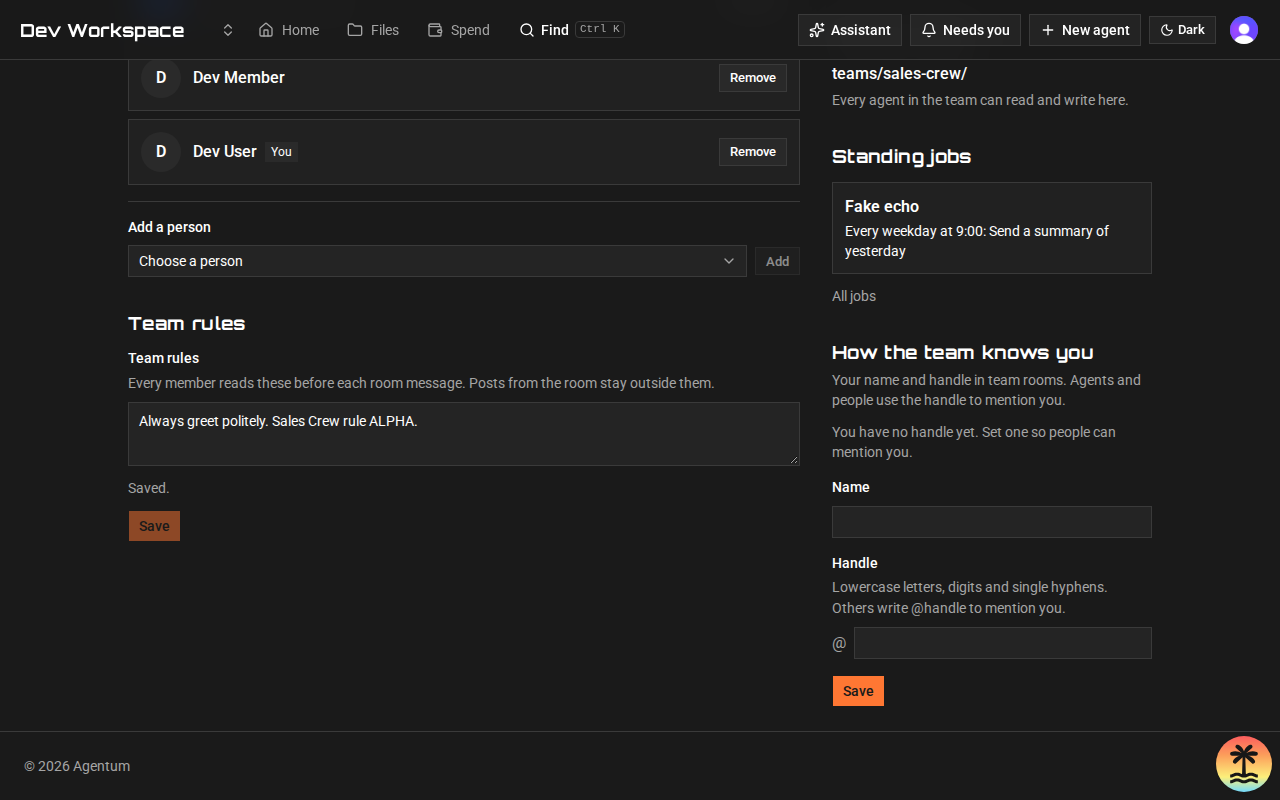 Dev Workspace
Home
Files
Spend
Find Ctrl K
Assistant
Needs you
New agent
Dark
D
Dev Member
Remove
D
Dev User
You
Remove
Add a person
Choose a person
Add
Team rules
Team rules
Every member reads these before each room message. Posts from the room stay outside them.
Always greet politely. Sales Crew rule ALPHA.
Saved.
Save
teams/sales-crew/
Every agent in the team can read and write here.
Standing jobs
Fake echo
Every weekday at 9:00: Send a summary of
yesterday
All jobs
How the team knows you
Your name and handle in team rooms. Agents and
people use the handle to mention you.
You have no handle yet. Set one so people can
mention you.
Name
Handle
Lowercase letters, digits and single hyphens.
Others write @handle to mention you.
@
Save
© 2026 Agentum